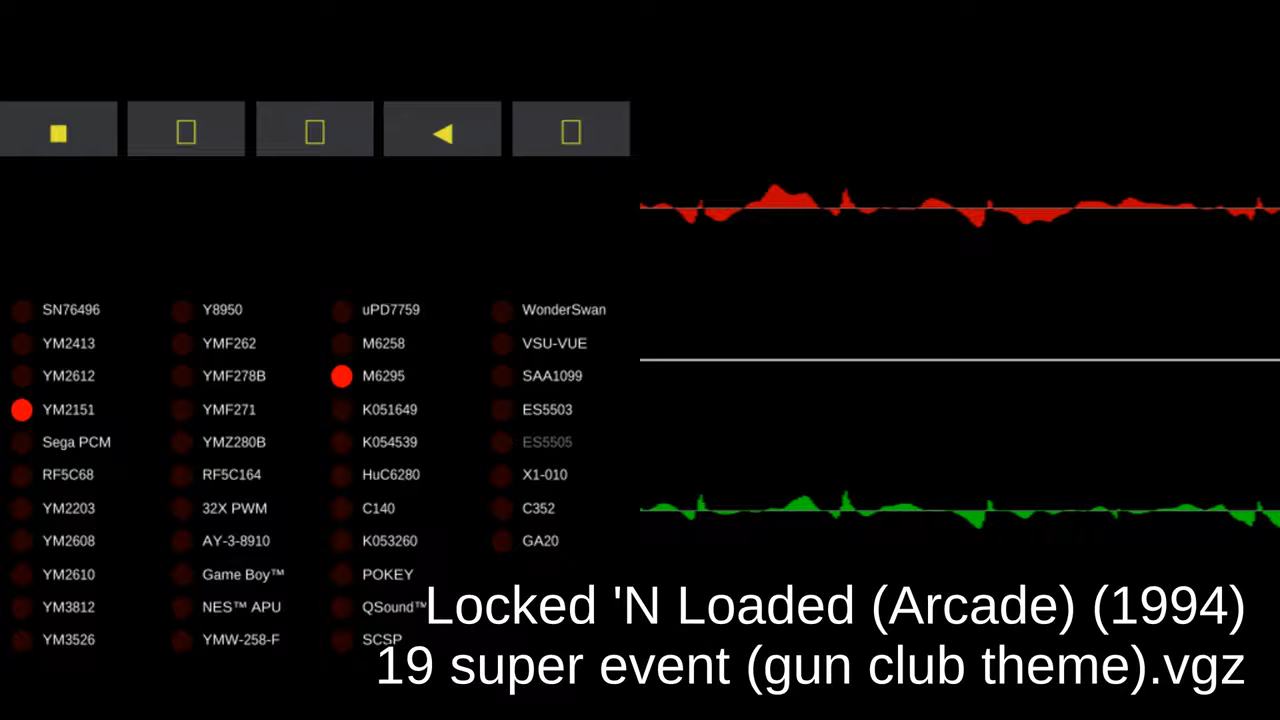 SN76496 Y8950 uPD7759 WonderSwan
YM2413 YMF262 M6258 VSU-VUE
YM2612 YMF278B M6295 SAA1099
YM2151 YMF271 K051649 ES5503
Sega PCM YMZ280B K054539 ES5505
RF5C68 RF5C164 HuC6280 X1-010
YM2203 32X PWM C140 C352
YM2608 AY-3-8910 K053260 GA20
YM2610 Game Boy™ POKEY
YM3812 NES™ APU QSound™
YM3526 YMW-258-F SCSP
Locked 'N Loaded (Arcade) (1994)
19 super event (gun club theme).vgz